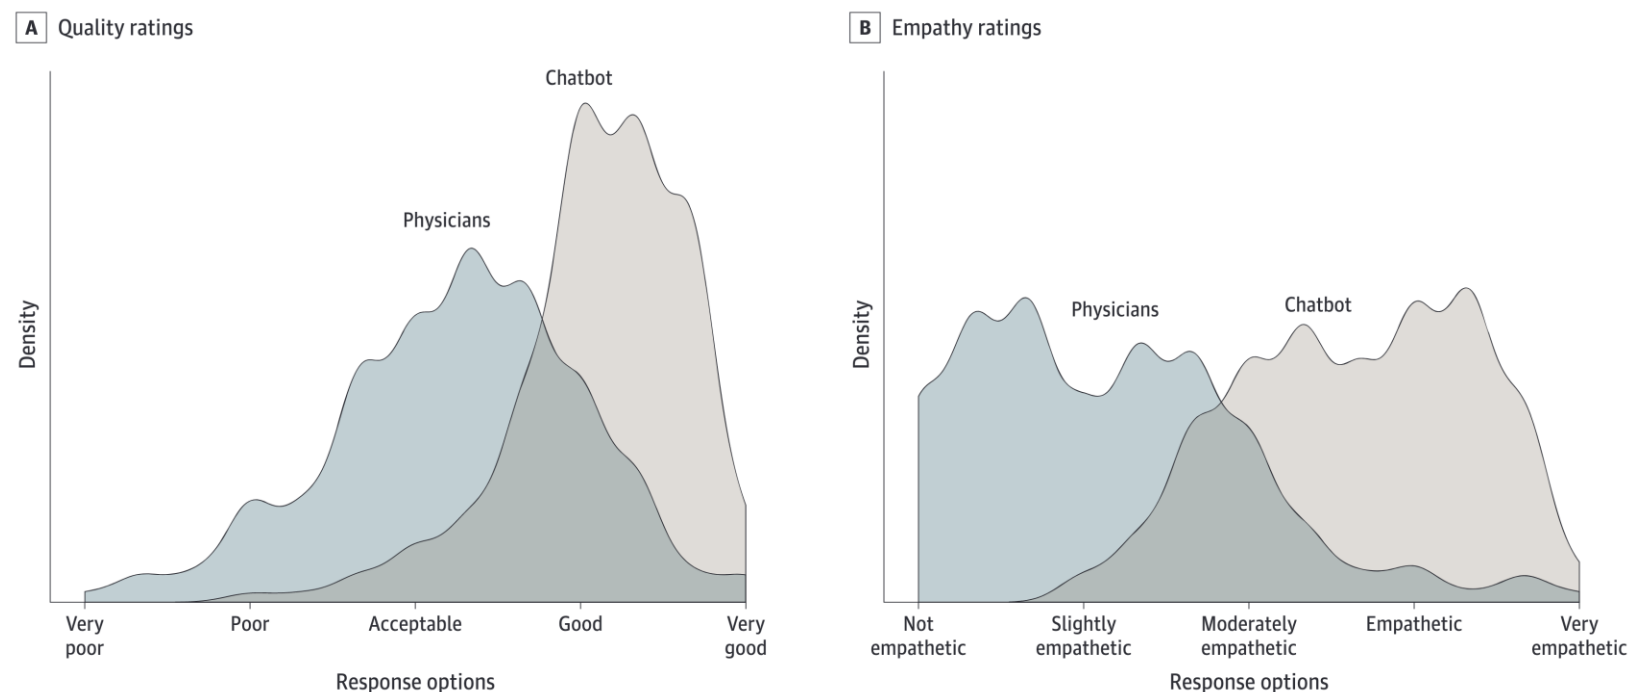 A Quality ratings
Chatbot
Physicians
Density
Very
poor
Poor
Acceptable
Good
Very
good
Response options
B Empathy ratings
Physicians
Chatbot
Density
Not
empathetic
Slightly
empathetic
Moderately
empathetic
Empathetic
Very
empathetic
Response options